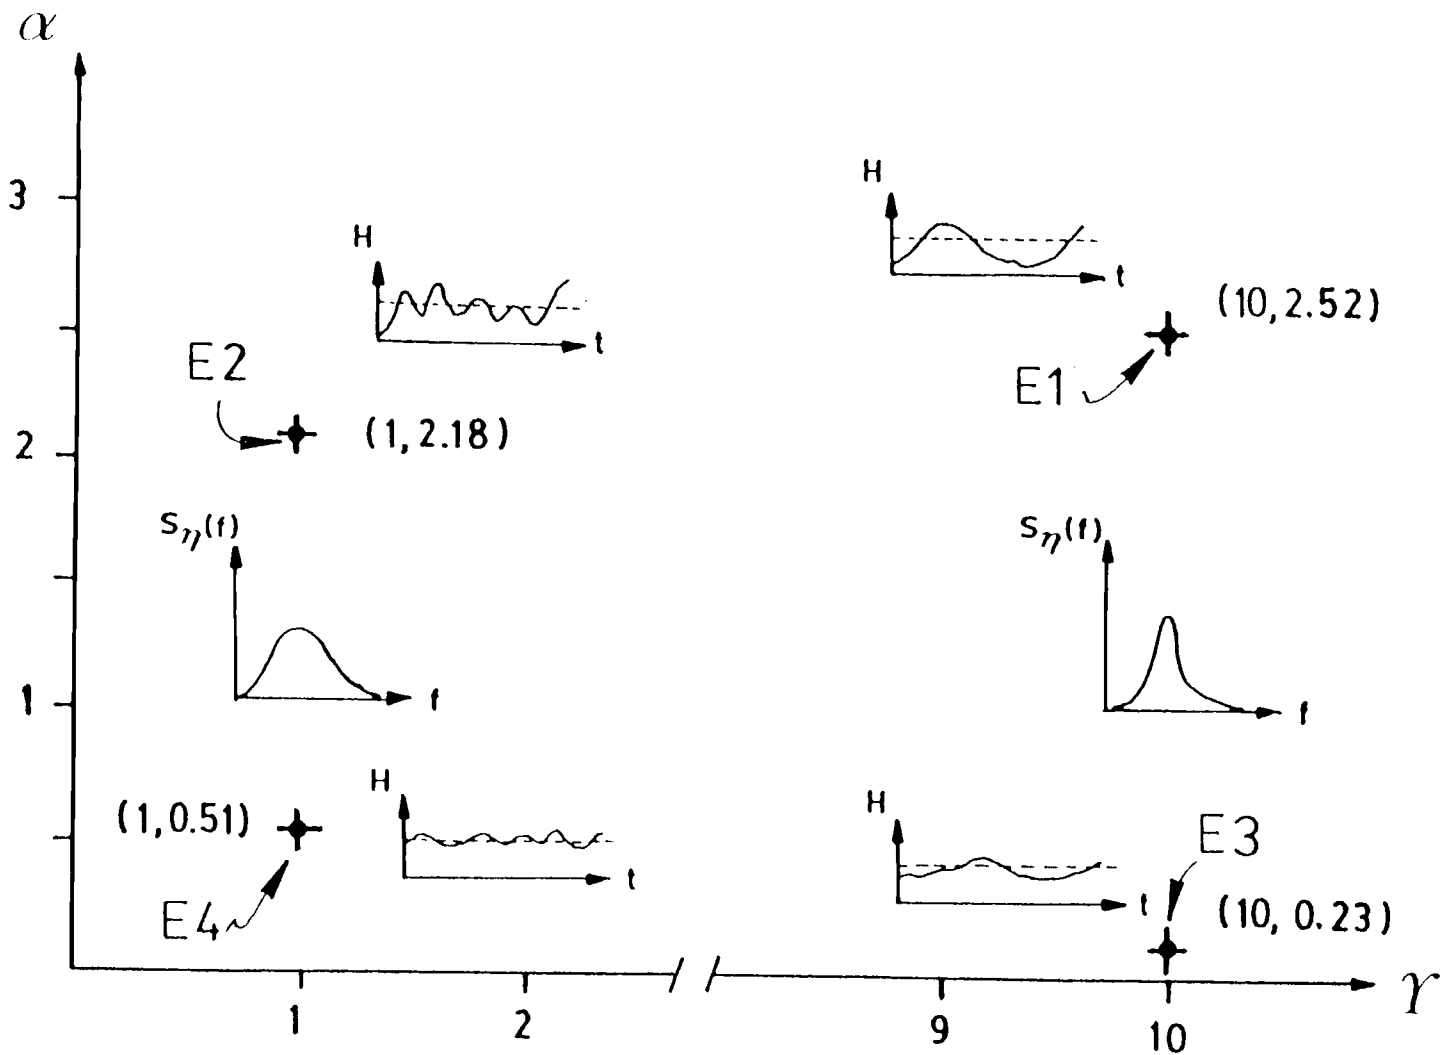 α
3
H
t
(10, 2.52)
E1
H
t
E2
(1, 2.18)
2
Sη(f)
f
Sη(f)
f
1
(1, 0.51)
H
t
E4
H
t
E3
(10, 0.23)
1
2
9
10
γ